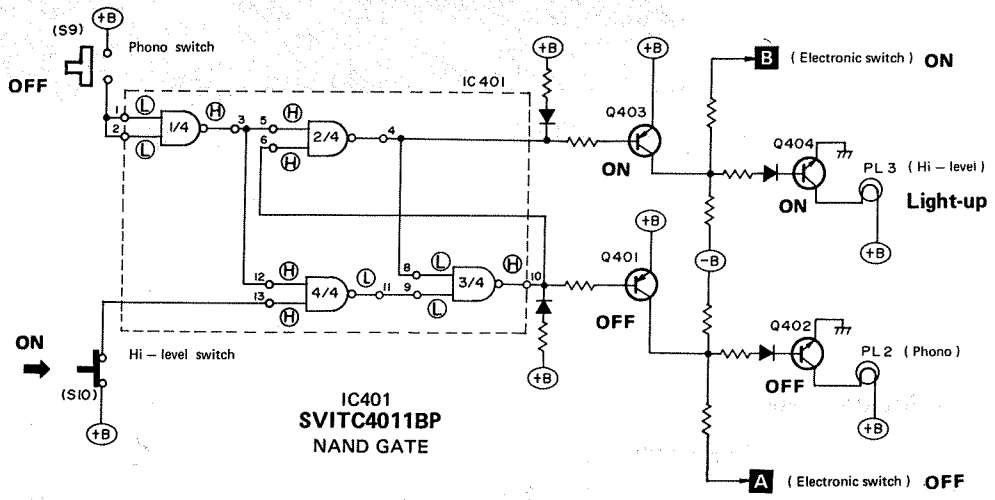 +B
(S9)
Phono switch
OFF
IC401
1
2
L
L
1/4
H
3
5
H
6
H
2/4
4
+B
+B
Q403
ON
B (Electronic switch) ON
Q404
ON
PL3 (Hi-level)
Light-up
+B
-B
12
H
13
H
4/4
L
11
8
L
9
L
3/4
H
10
+B
Q401
OFF
+B
Q402
OFF
PL2 (Phono)
+B
ON
Hi-level switch
(S10)
+B
IC401
SVITC4011BP
NAND GATE
A (Electronic switch) OFF